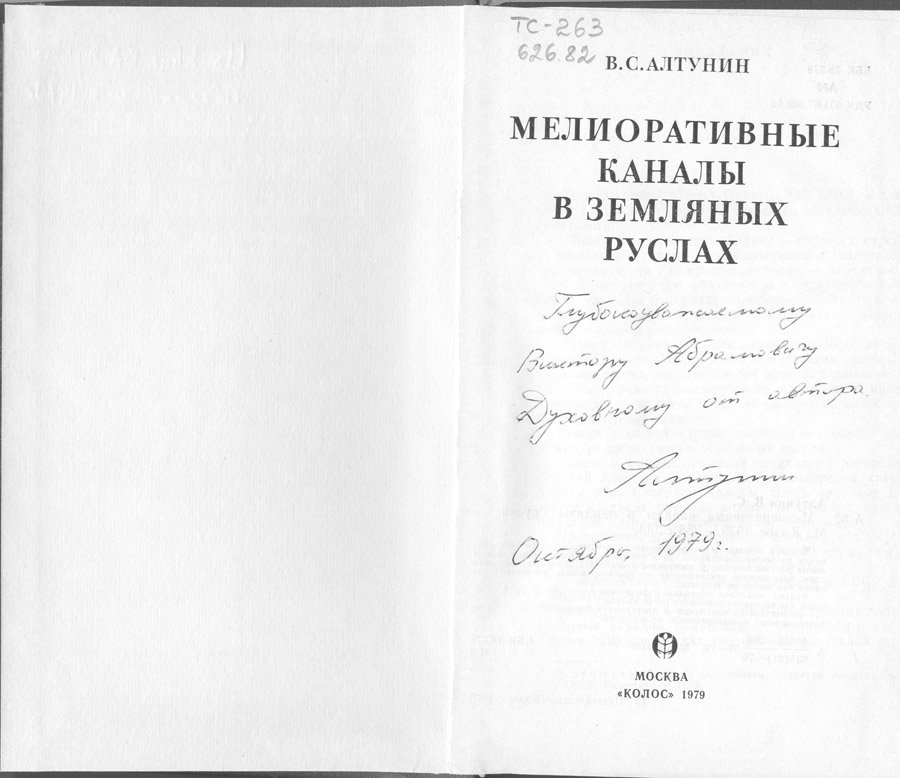 ТС-263
626.82
В.С.АЛТУНИН
МЕЛИОРАТИВНЫЕ
КАНАЛЫ
В ЗЕМЛЯНЫХ
РУСЛАХ
Глубокоуважаемому
Виктору Абрамовичу
Духовному от автора.
Алтунин
Октябрь, 1979г.
МОСКВА
«КОЛОС» 1979